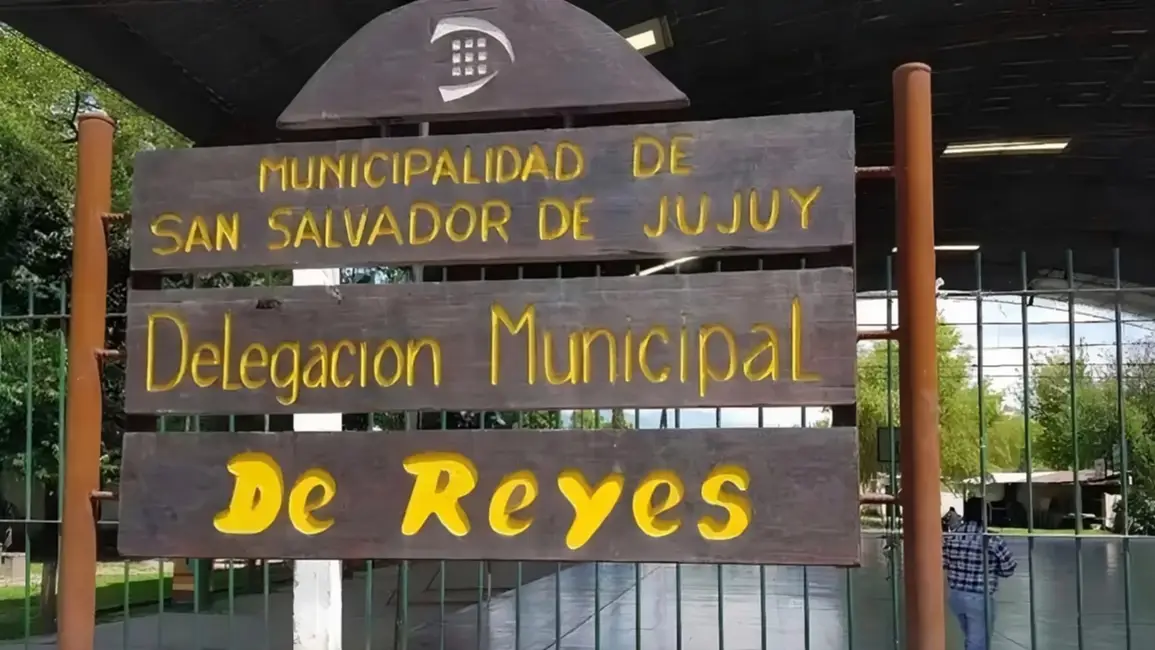 MUNICIPALIDAD DE
SAN SALVADOR DE JUJUY
Delegacion Municipal
De Reyes